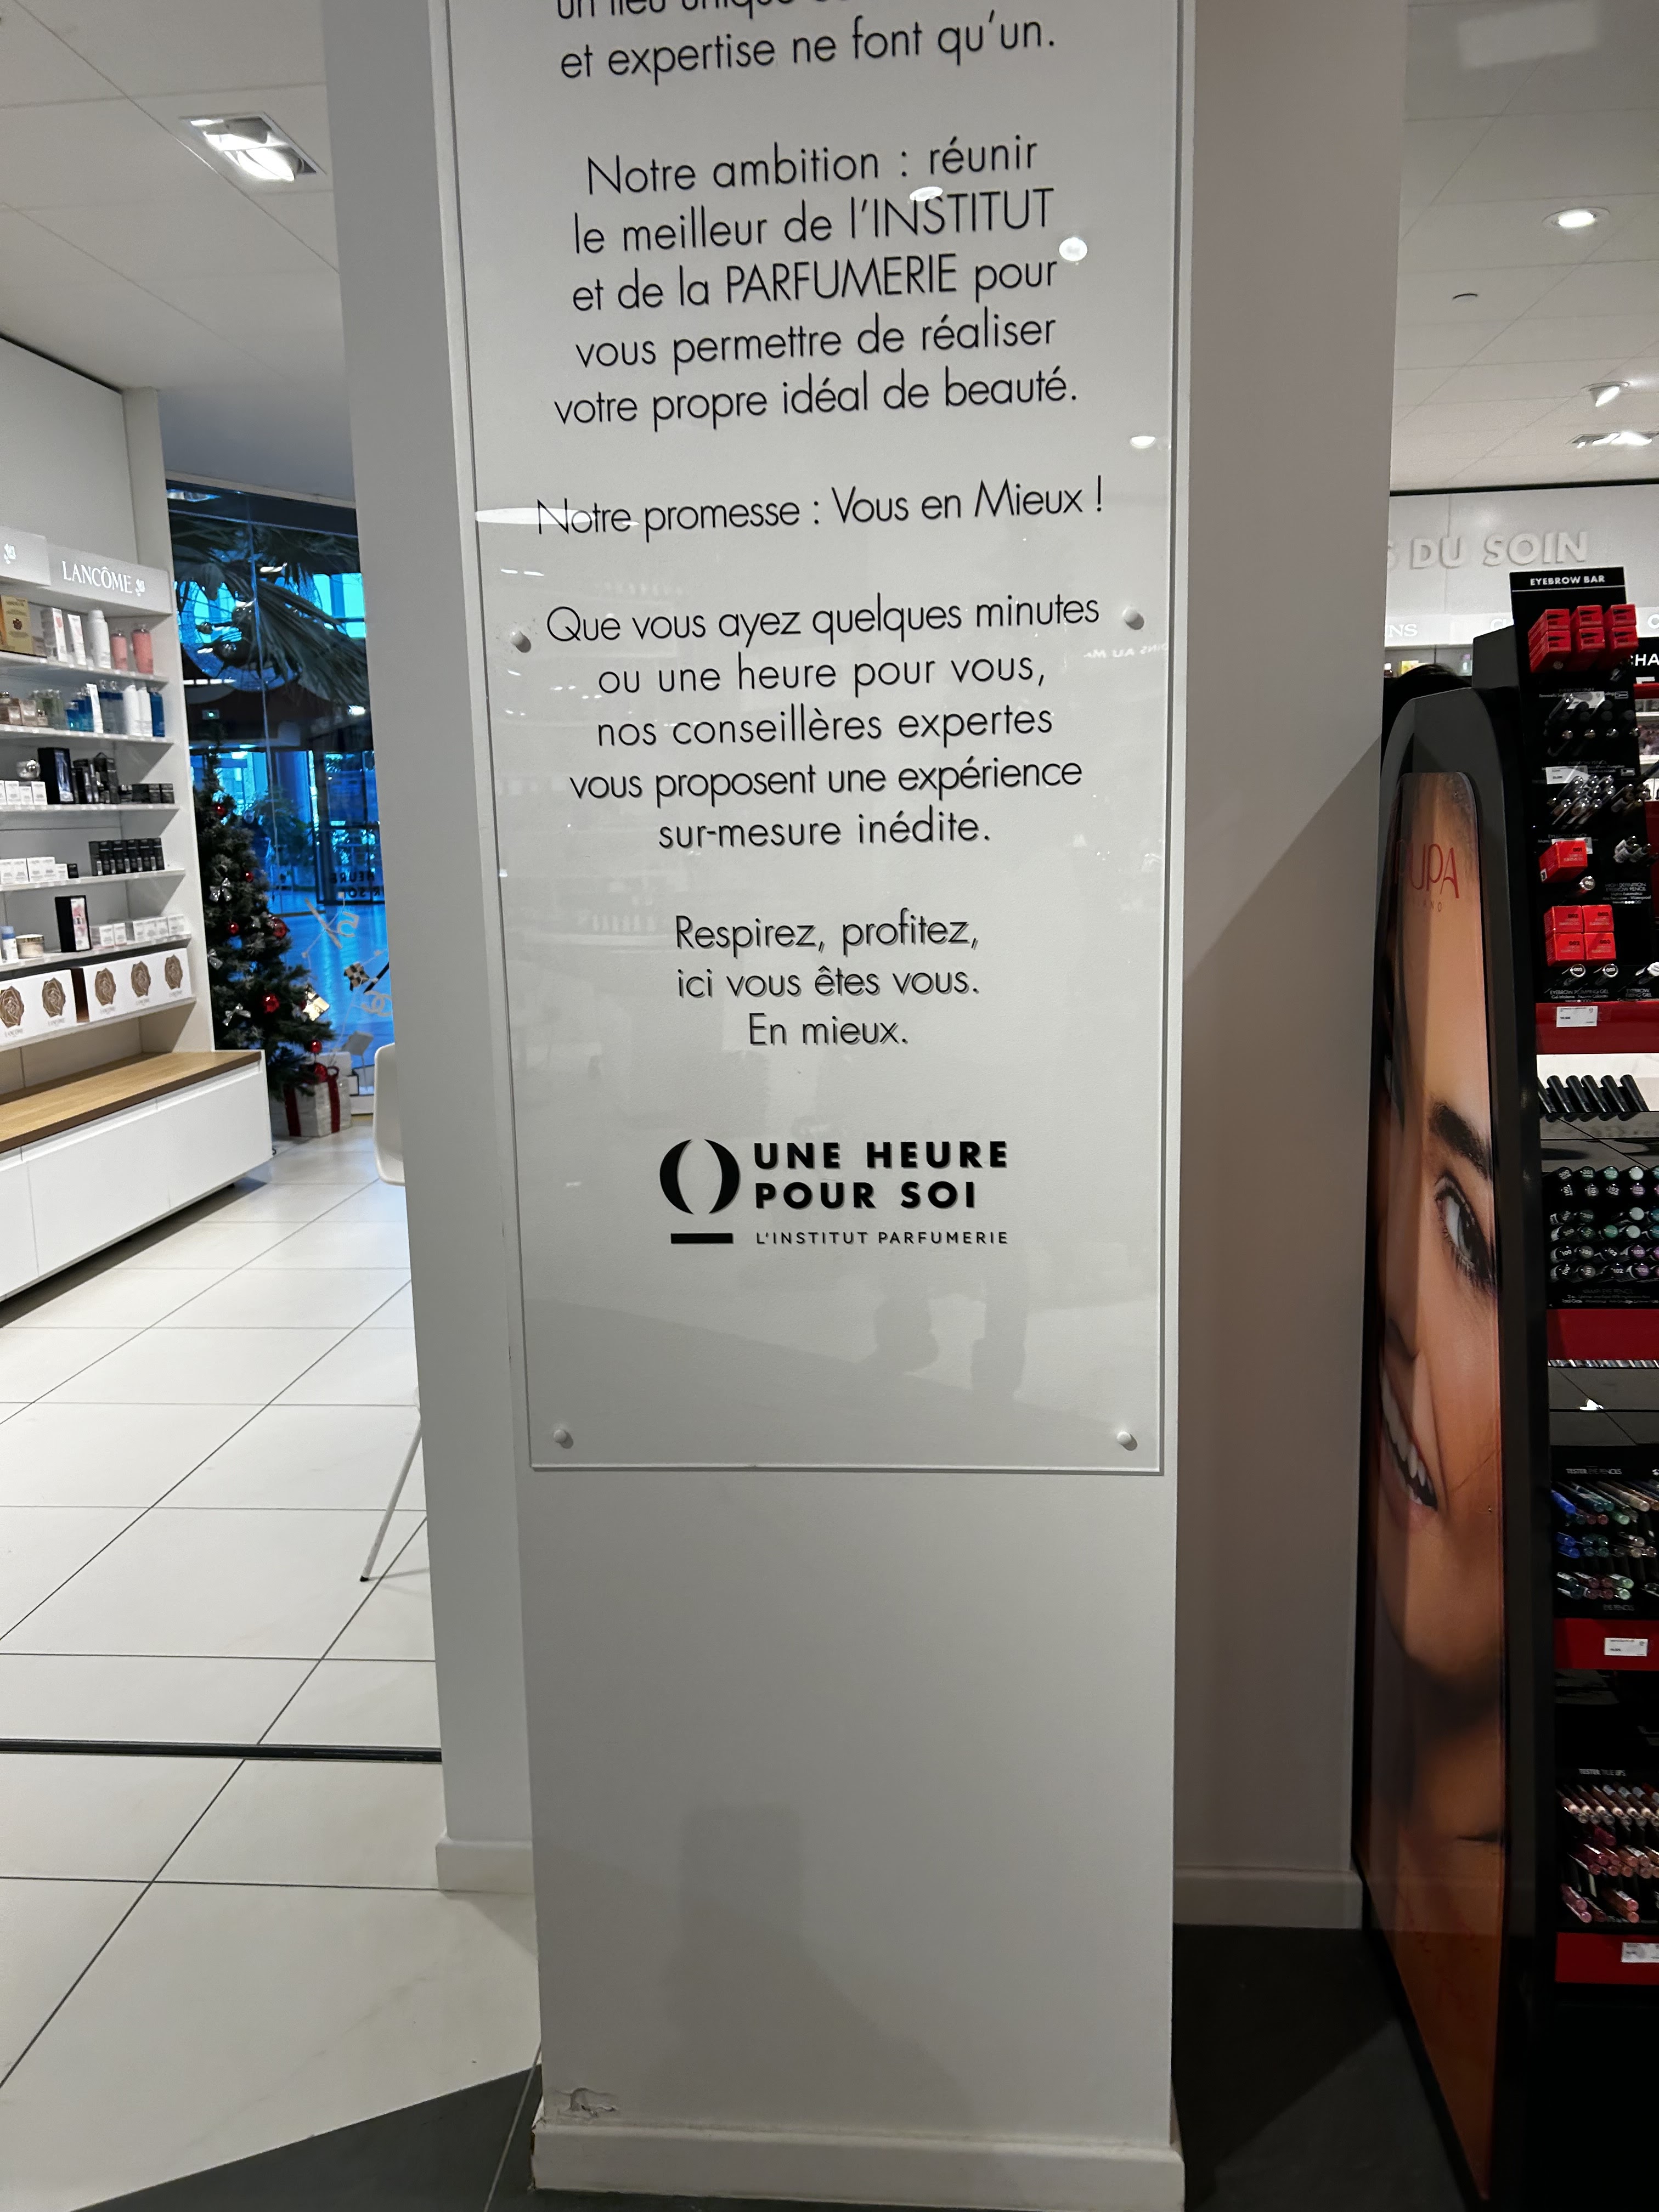 un lieu unique
et expertise ne font qu'un.
Notre ambition : réunir
le meilleur de l'INSTITUT
et de la PARFUMERIE pour
vous permettre de réaliser
votre propre idéal de beauté.
Notre promesse : Vous en Mieux !
Que vous ayez quelques minutes
ou une heure pour vous,
nos conseillères expertes
vous proposent une expérience
sur-mesure inédite.
Respirez, profitez,
ici vous êtes vous.
En mieux.
UNE HEURE
POUR SOI
L'INSTITUT PARFUMERIE
LANCÔME
DU SOIN
EYEBROW BAR